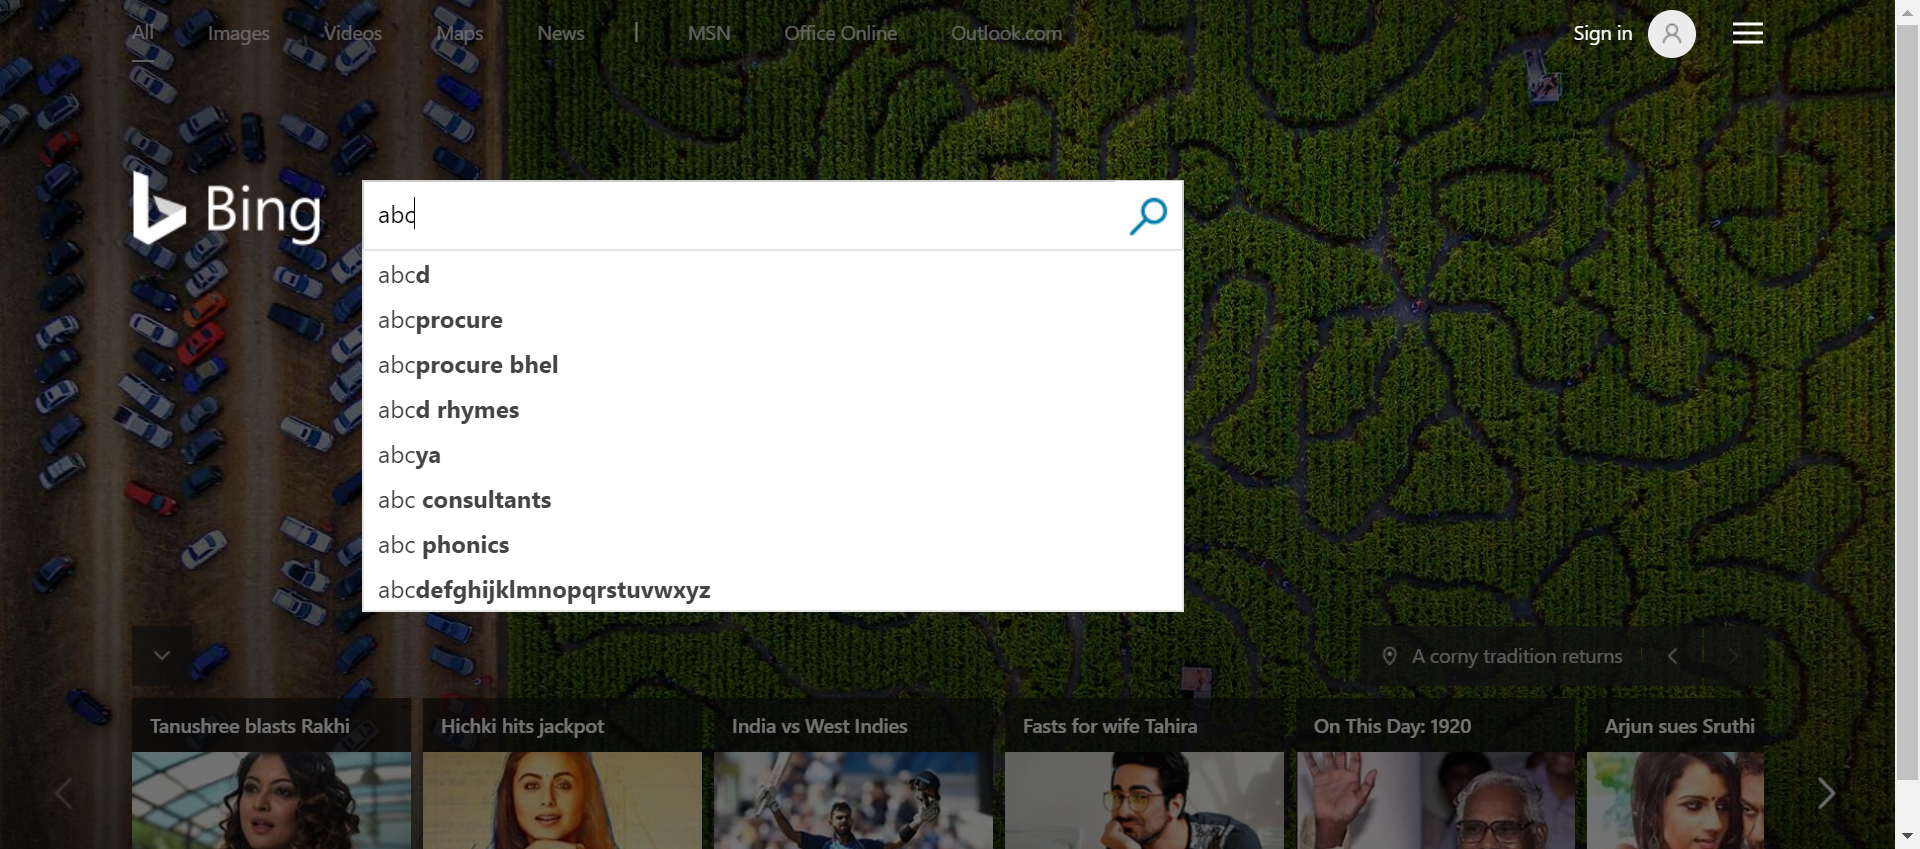 All Images Videos Maps News | MSN Office Online Outlook.com Sign in
Bing
abc
abcd
abcprocure
abcprocure bhel
abcd rhymes
abcya
abc consultants
abc phonics
abcdefghijklmnopqrstuvwxyz
A corny tradition returns
Tanushree blasts Rakhi Hichki hits jackpot India vs West Indies Fasts for wife Tahira On This Day: 1920 Arjun sues Sruthi